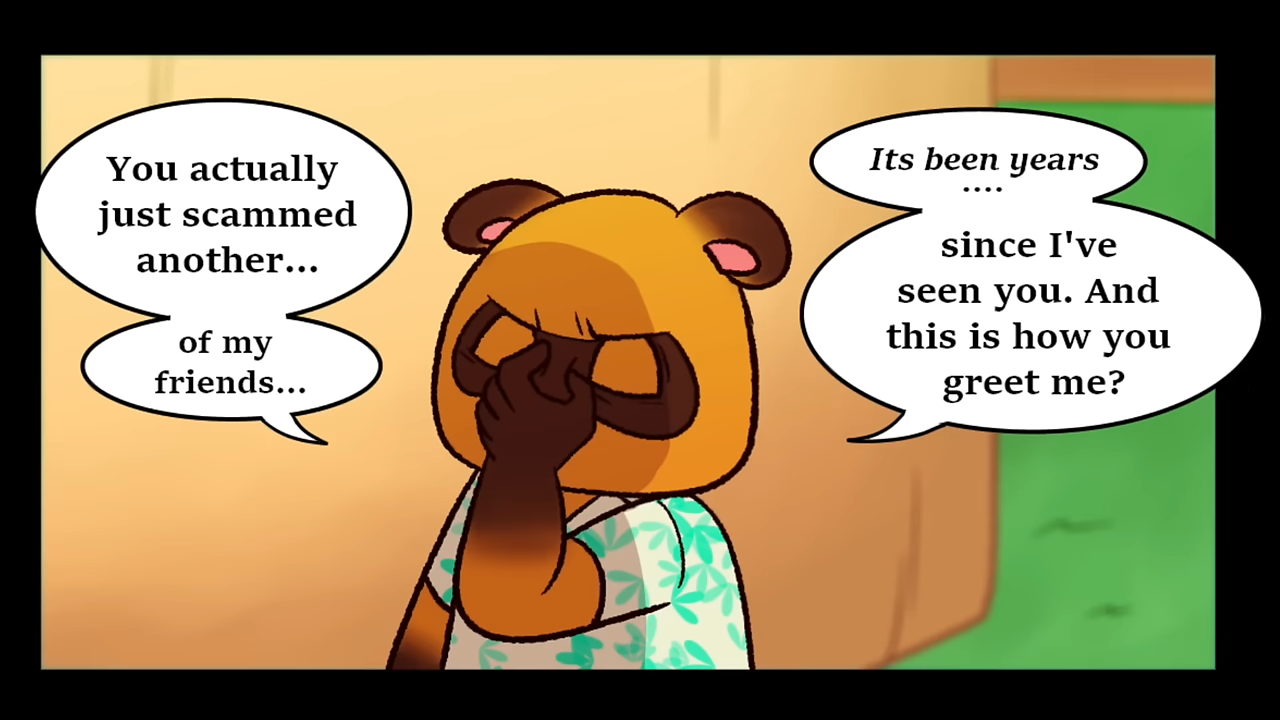 You actually
just scammed
another...
of my
friends...
Its been years
....
since I've
seen you. And
this is how you
greet me?